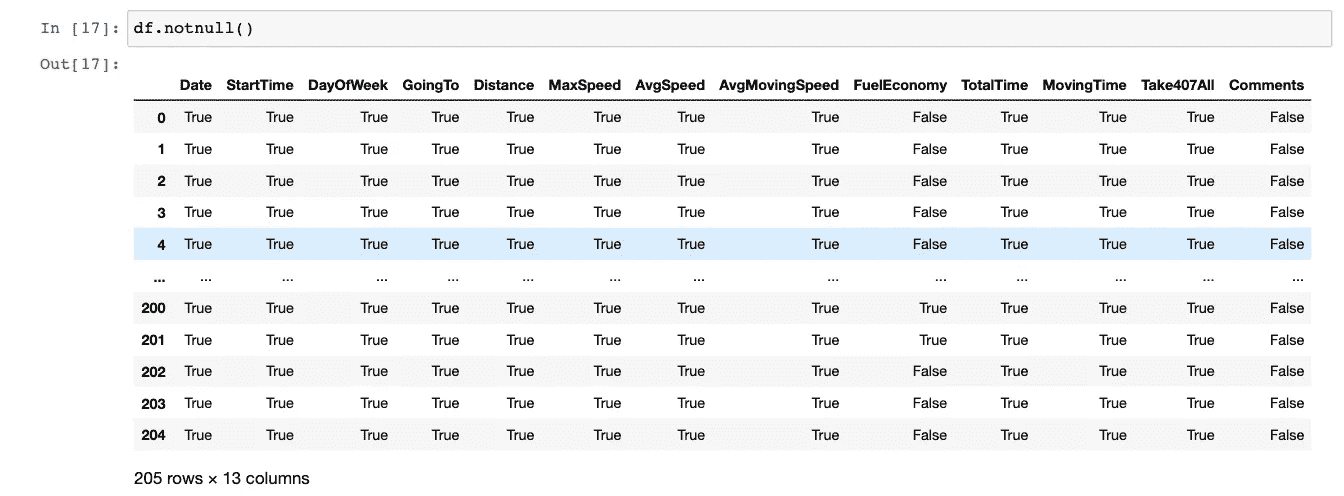 In [17]: df.notnull()
Out[17]:
Date StartTime DayOfWeek GoingTo Distance MaxSpeed AvgSpeed AvgMovingSpeed FuelEconomy TotalTime MovingTime Take407All Comments
0 True True True True True True True True False True True True False
1 True True True True True True True True False True True True False
2 True True True True True True True True False True True True False
3 True True True True True True True True False True True True False
4 True True True True True True True True False True True True False
... ... ... ... ... ... ... ... ... ... ... ... ... ...
200 True True True True True True True True True True True True False
201 True True True True True True True True True True True True False
202 True True True True True True True True False True True True False
203 True True True True True True True True False True True True False
204 True True True True True True True True False True True True False
205 rows × 13 columns